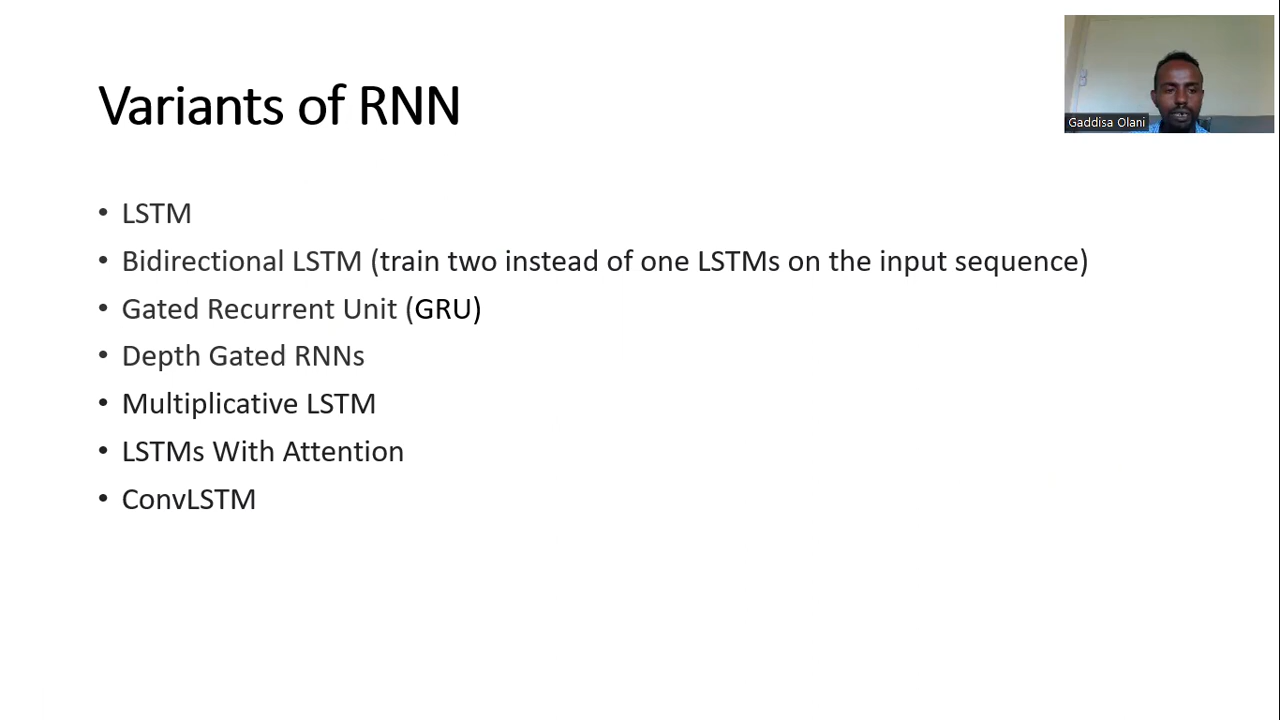 Variants of RNN
Gaddisa Olani
• LSTM
• Bidirectional LSTM (train two instead of one LSTMs on the input sequence)
• Gated Recurrent Unit (GRU)
• Depth Gated RNNs
• Multiplicative LSTM
• LSTMs With Attention
• ConvLSTM